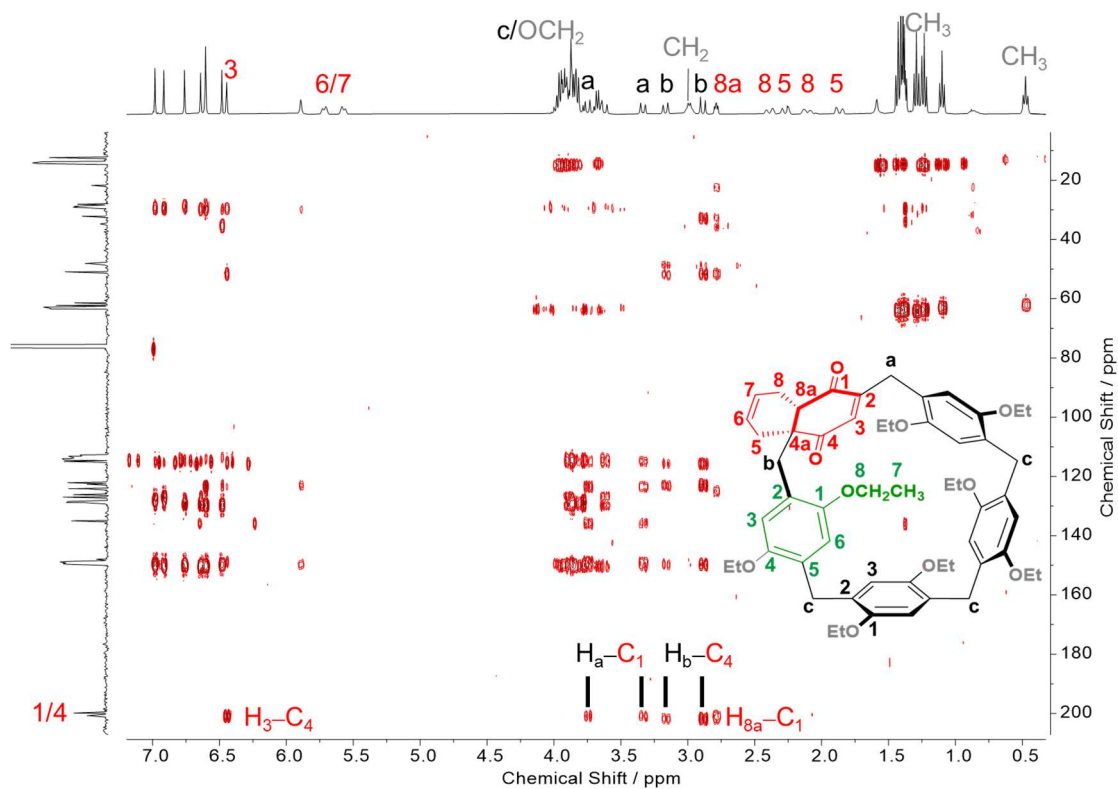 c/OCH₂
CH₃
CH₂
CH₃
3
6/7
a
a
b
b
8a
8
5
8
5
20
40
60
80
100
120
140
160
180
200
Chemical Shift / ppm
O
1
a
8
8a
7
2
6
3
4a
4
5
O
b
EtO
OEt
c
8
7
2
1
OCH₂CH₃
3
6
EtO
4
5
EtO
OEt
3
OEt
2
c
c
EtO
1
OEt
Hₐ–C₁
H_b–C₄
1/4
H₃–C₄
H₈ₐ–C₁
7.0
6.5
6.0
5.5
5.0
4.5
4.0
3.5
3.0
2.5
2.0
1.5
1.0
0.5
Chemical Shift / ppm